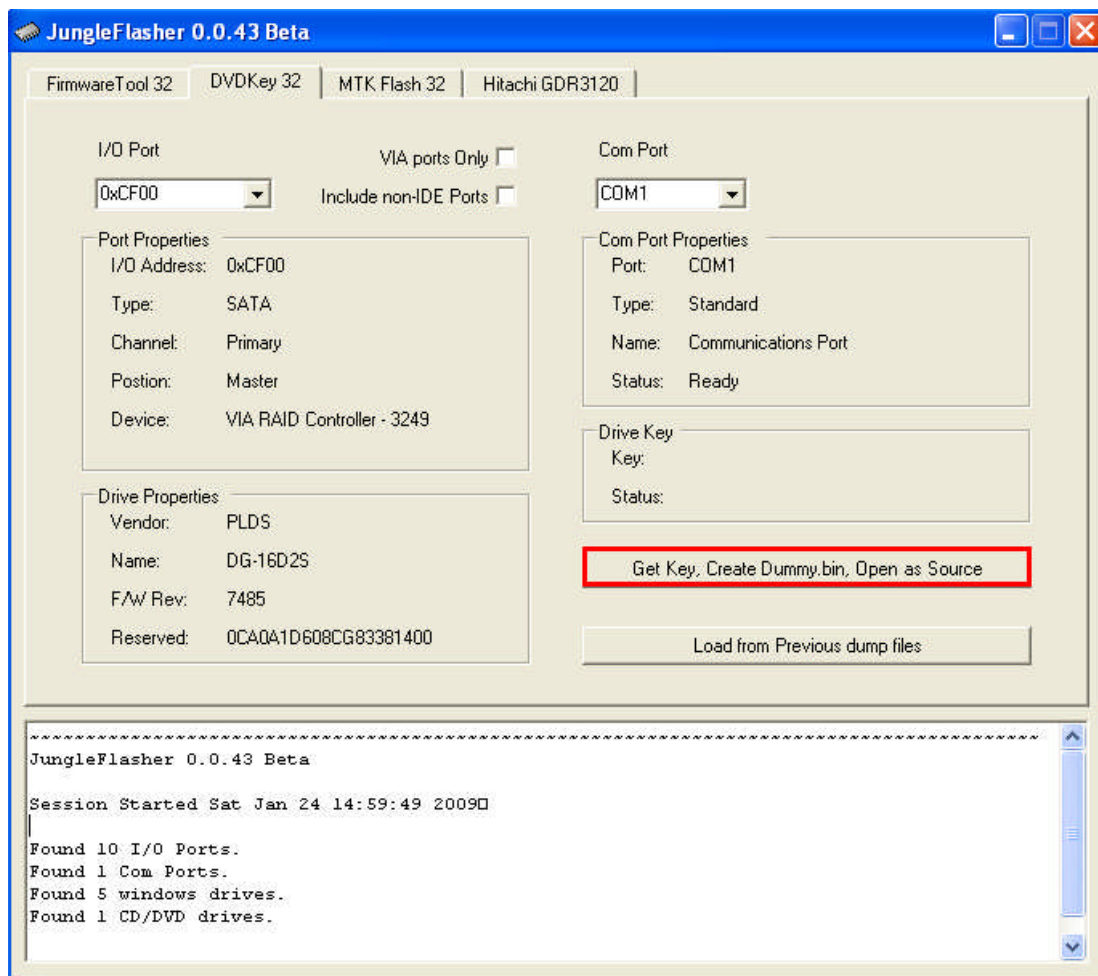 JungleFlasher 0.0.43 Beta
FirmwareTool 32
DVDKey 32
MTK Flash 32
Hitachi GDR3120
I/O Port
VIA ports Only
Com Port
0xCF00
Include non-IDE Ports
COM1
Port Properties
I/O Address: 0xCF00
Type: SATA
Channel: Primary
Postion: Master
Device: VIA RAID Controller - 3249
Com Port Properties
Port: COM1
Type: Standard
Name: Communications Port
Status: Ready
Drive Key
Key:
Status:
Drive Properties
Vendor: PLDS
Name: DG-16D2S
F/W Rev: 7485
Reserved: 0CA0A1D608CG83381400
Get Key, Create Dummy.bin, Open as Source
Load from Previous dump files
~~~~~~~~~~~~~~~~~~~~~~~~~~~~~~~~~~~~~~~~~~~~~~~~~~~~~~~~~~~~~~~~~~~~~~~~~~~~~~~~~~~~~~~~
JungleFlasher 0.0.43 Beta
Session Started Sat Jan 24 14:59:49 2009□
Found 10 I/O Ports.
Found 1 Com Ports.
Found 5 windows drives.
Found 1 CD/DVD drives.